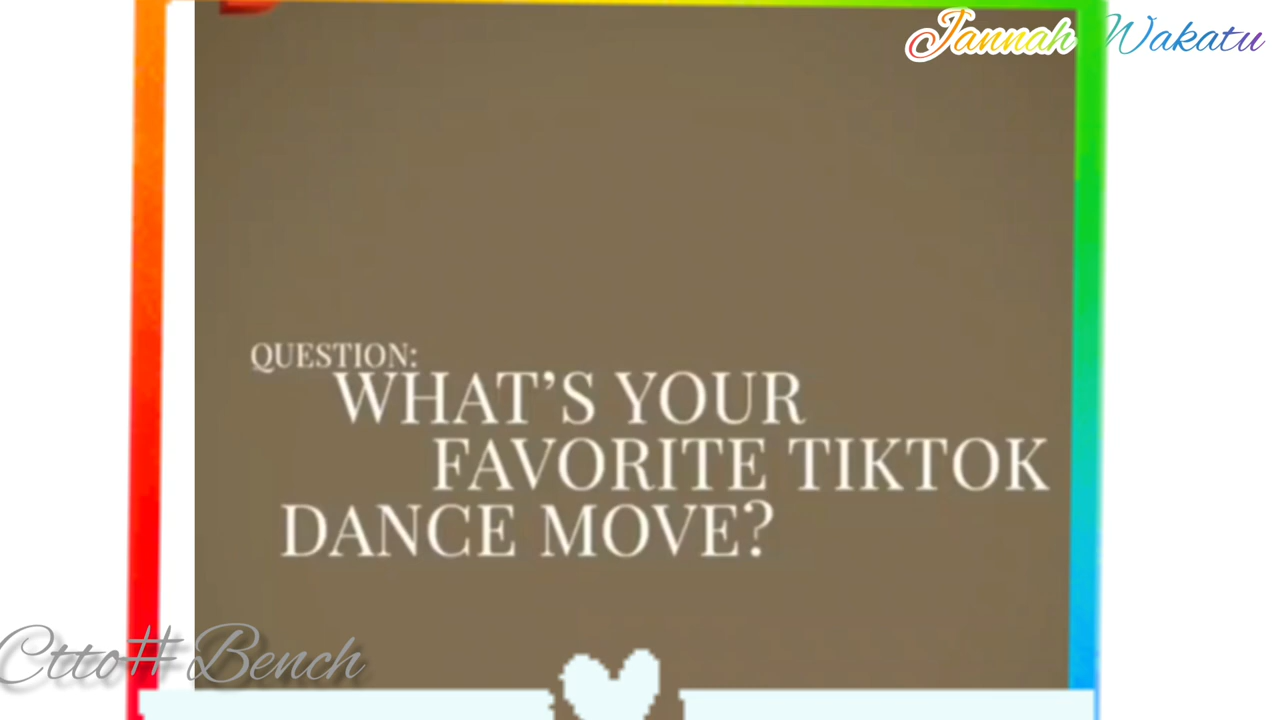 Jannah Wakatu
QUESTION:
WHAT'S YOUR
FAVORITE TIKTOK
DANCE MOVE?
Ctto# Bench